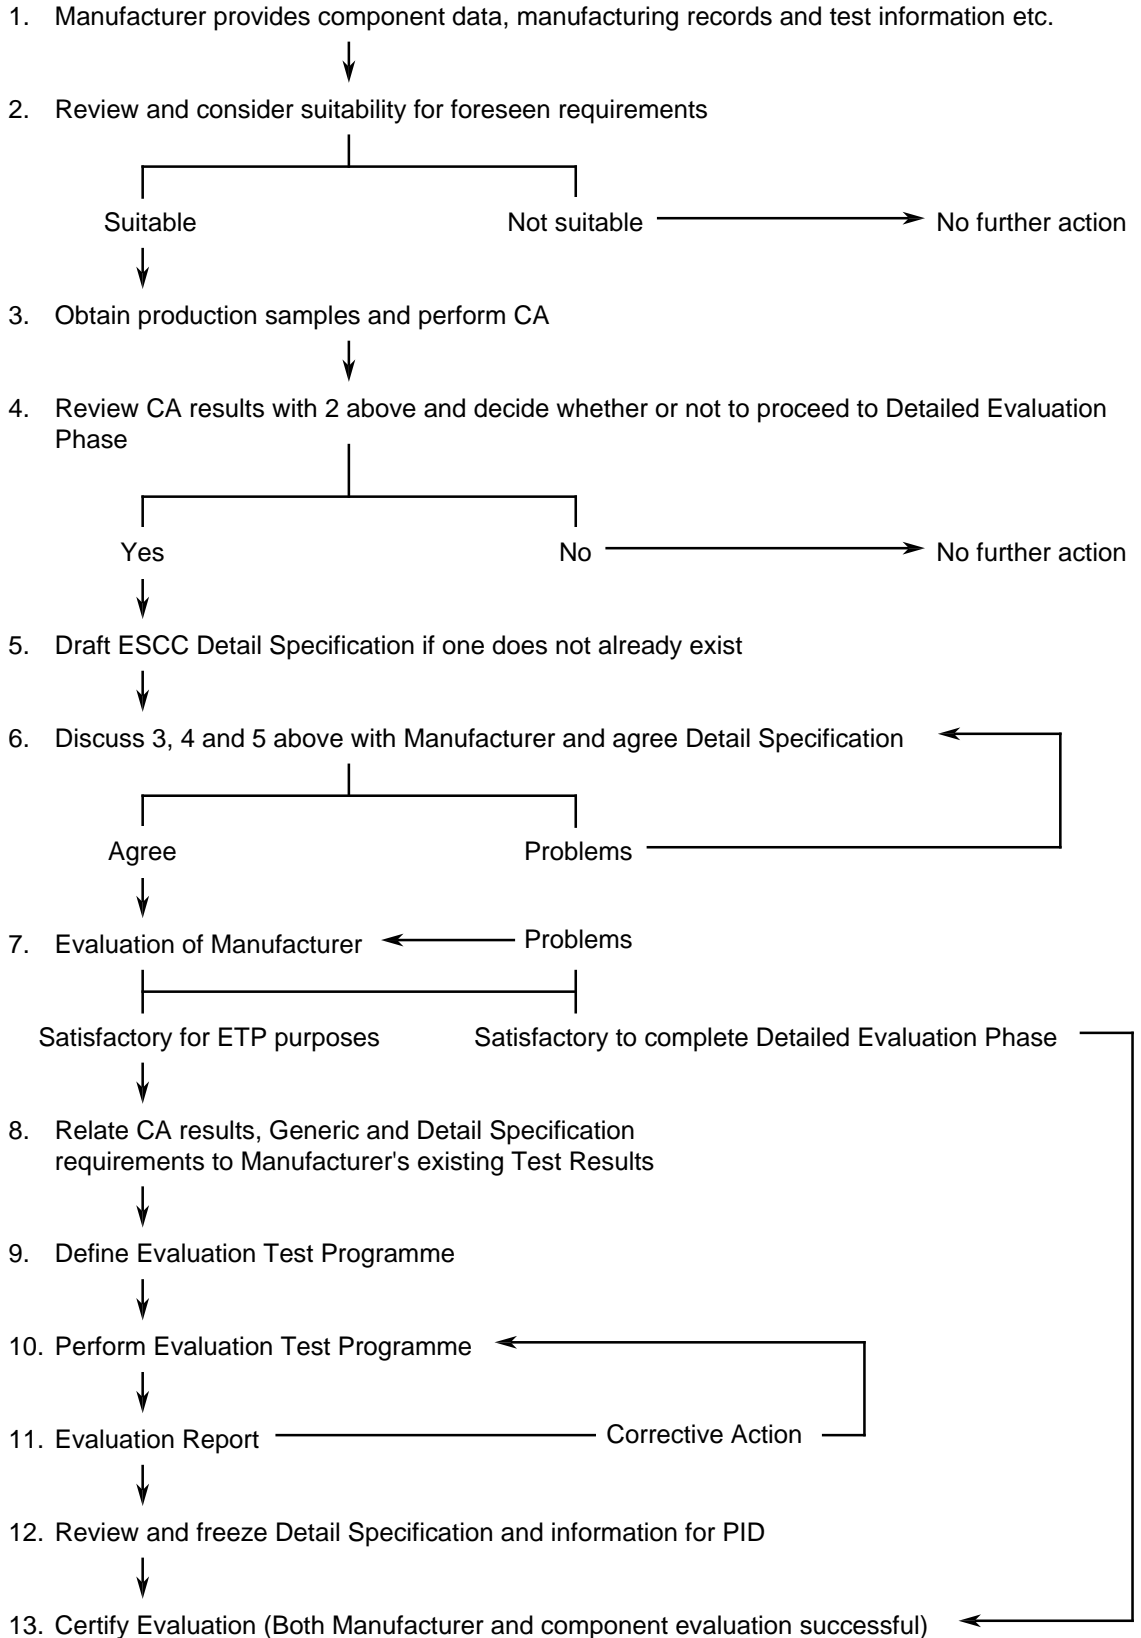 1. Manufacturer provides component data, manufacturing records and test information etc.
2. Review and consider suitability for foreseen requirements
Suitable Not suitable No further action
3. Obtain production samples and perform CA
4. Review CA results with 2 above and decide whether or not to proceed to Detailed Evaluation
Phase
Yes No No further action
5. Draft ESCC Detail Specification if one does not already exist
6. Discuss 3, 4 and 5 above with Manufacturer and agree Detail Specification
Agree Problems
7. Evaluation of Manufacturer Problems
Satisfactory for ETP purposes Satisfactory to complete Detailed Evaluation Phase
8. Relate CA results, Generic and Detail Specification
requirements to Manufacturer's existing Test Results
9. Define Evaluation Test Programme
10. Perform Evaluation Test Programme
11. Evaluation Report Corrective Action
12. Review and freeze Detail Specification and information for PID
13. Certify Evaluation (Both Manufacturer and component evaluation successful)